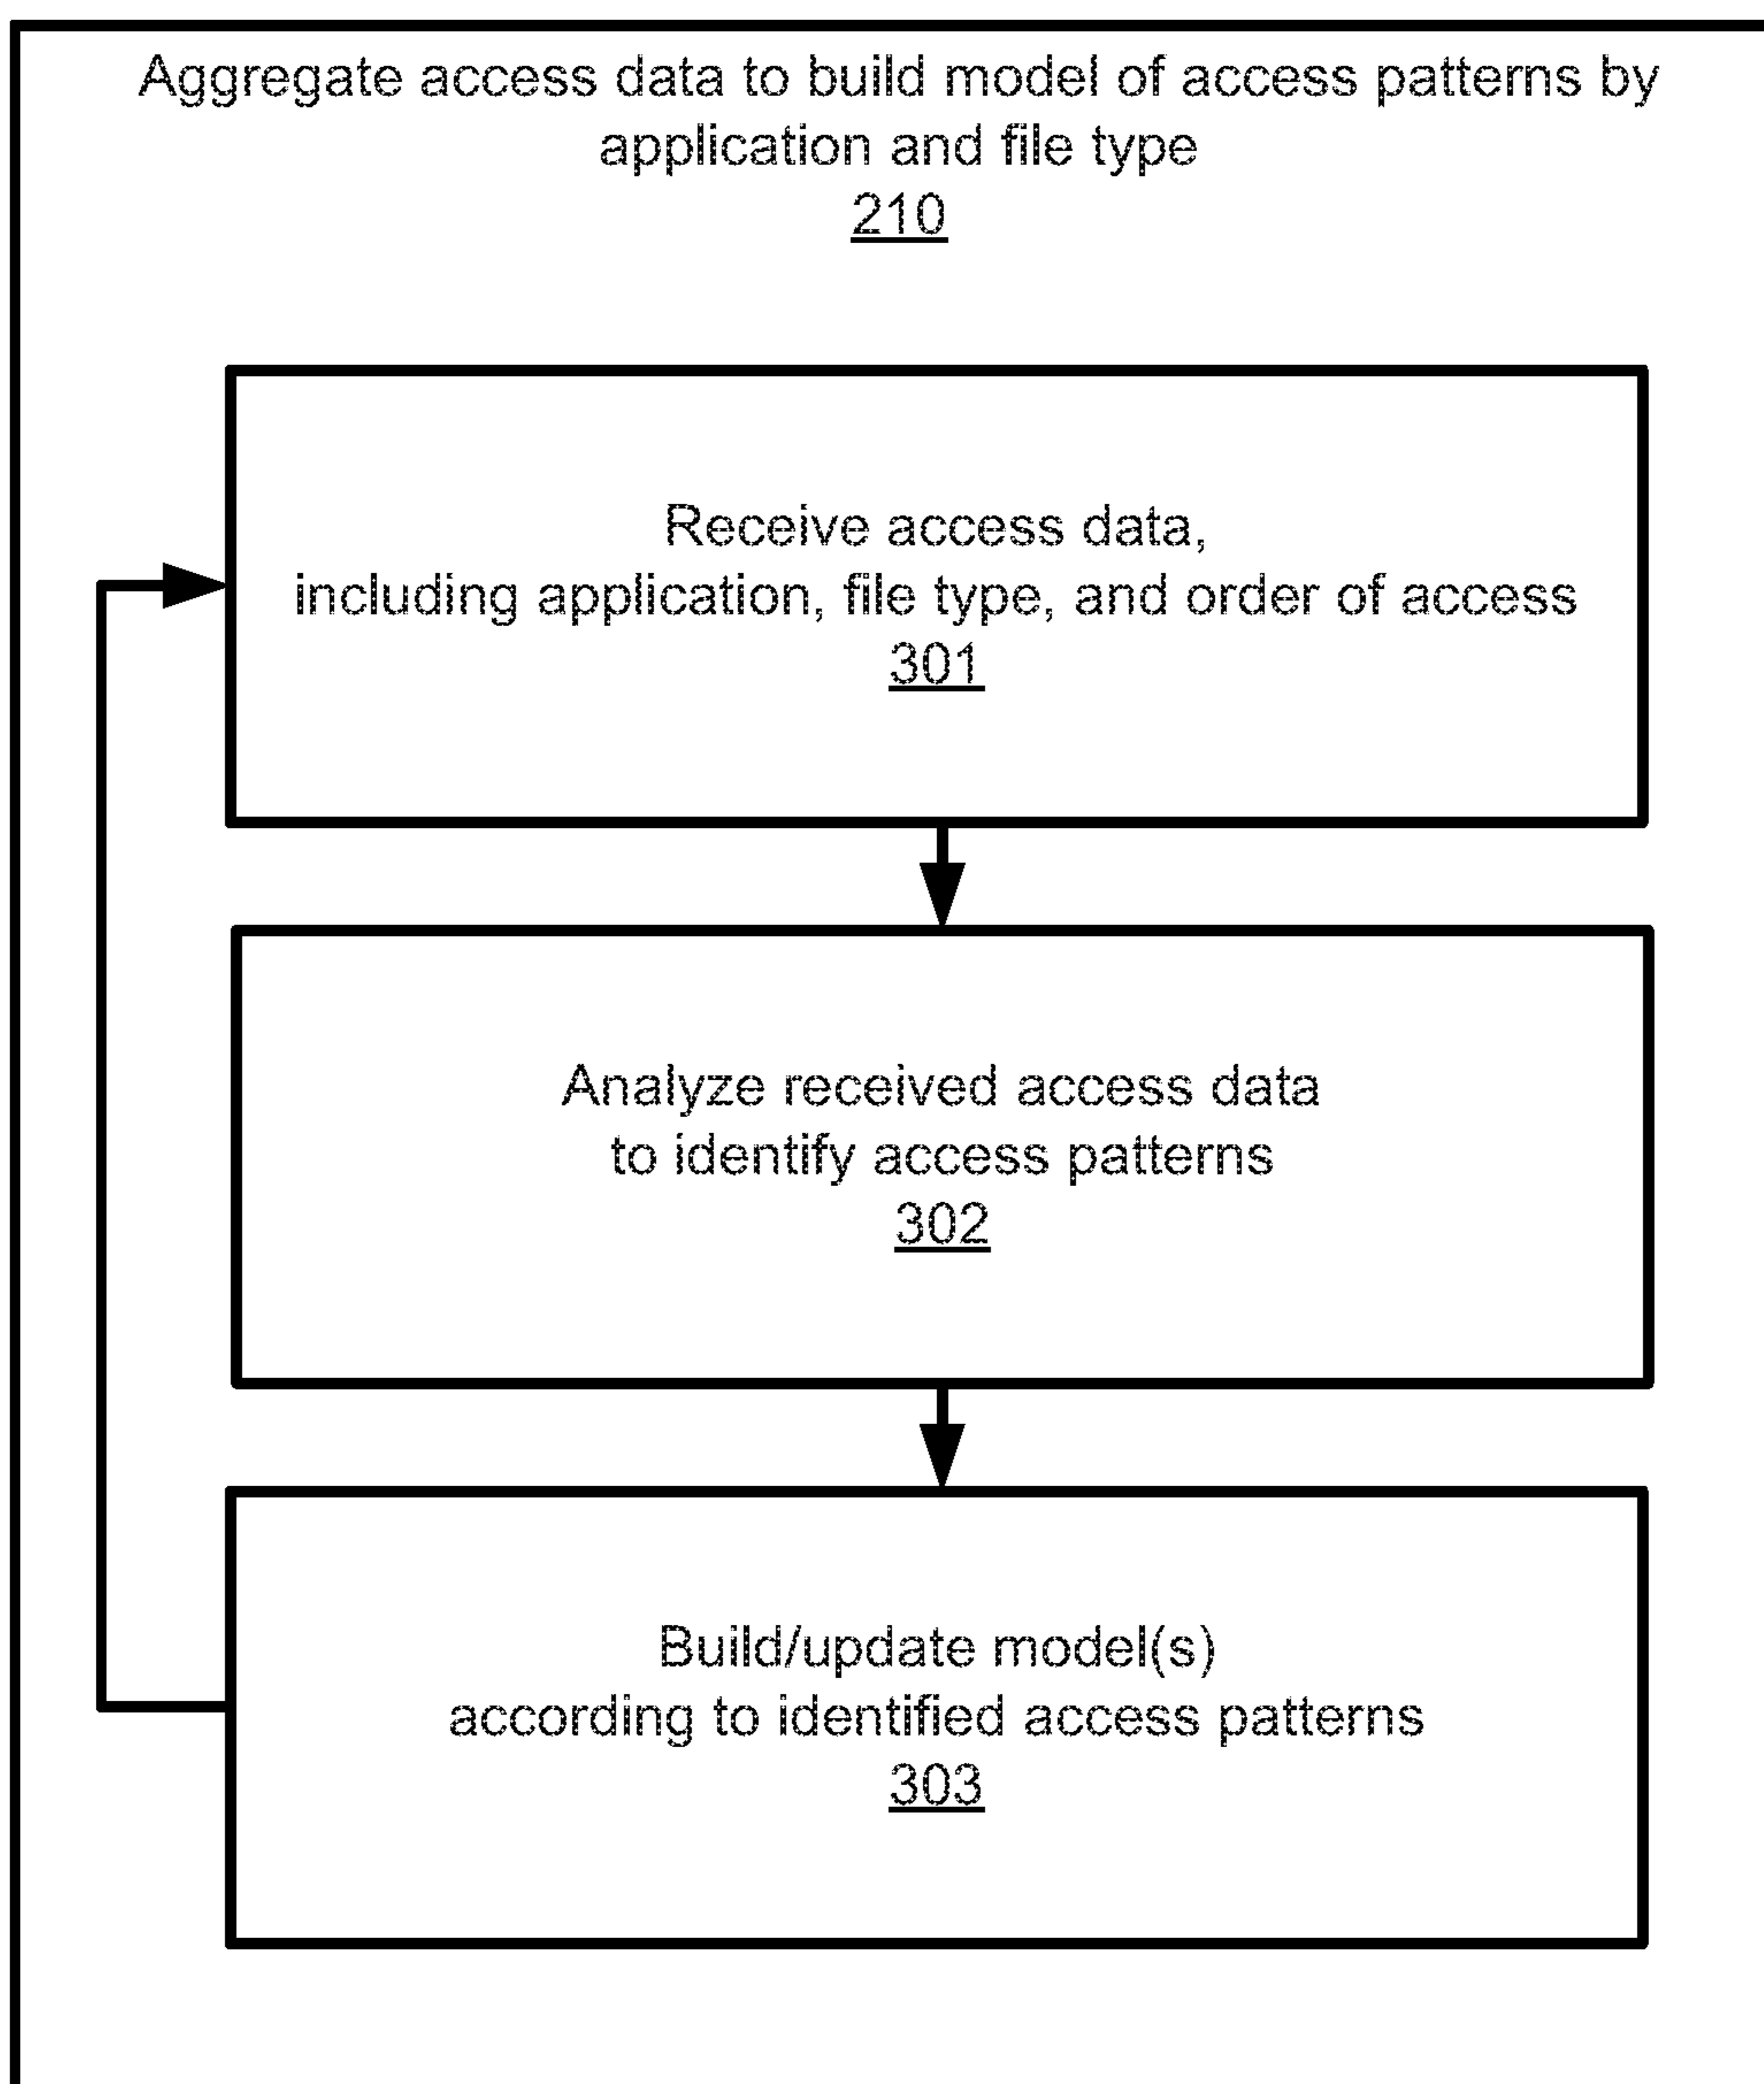 Aggregate access data to build model of access patterns by
application and file type
210
Receive access data,
including application, file type, and order of access
301
Analyze received access data
to identify access patterns
302
Build/update model(s)
according to identified access patterns
303